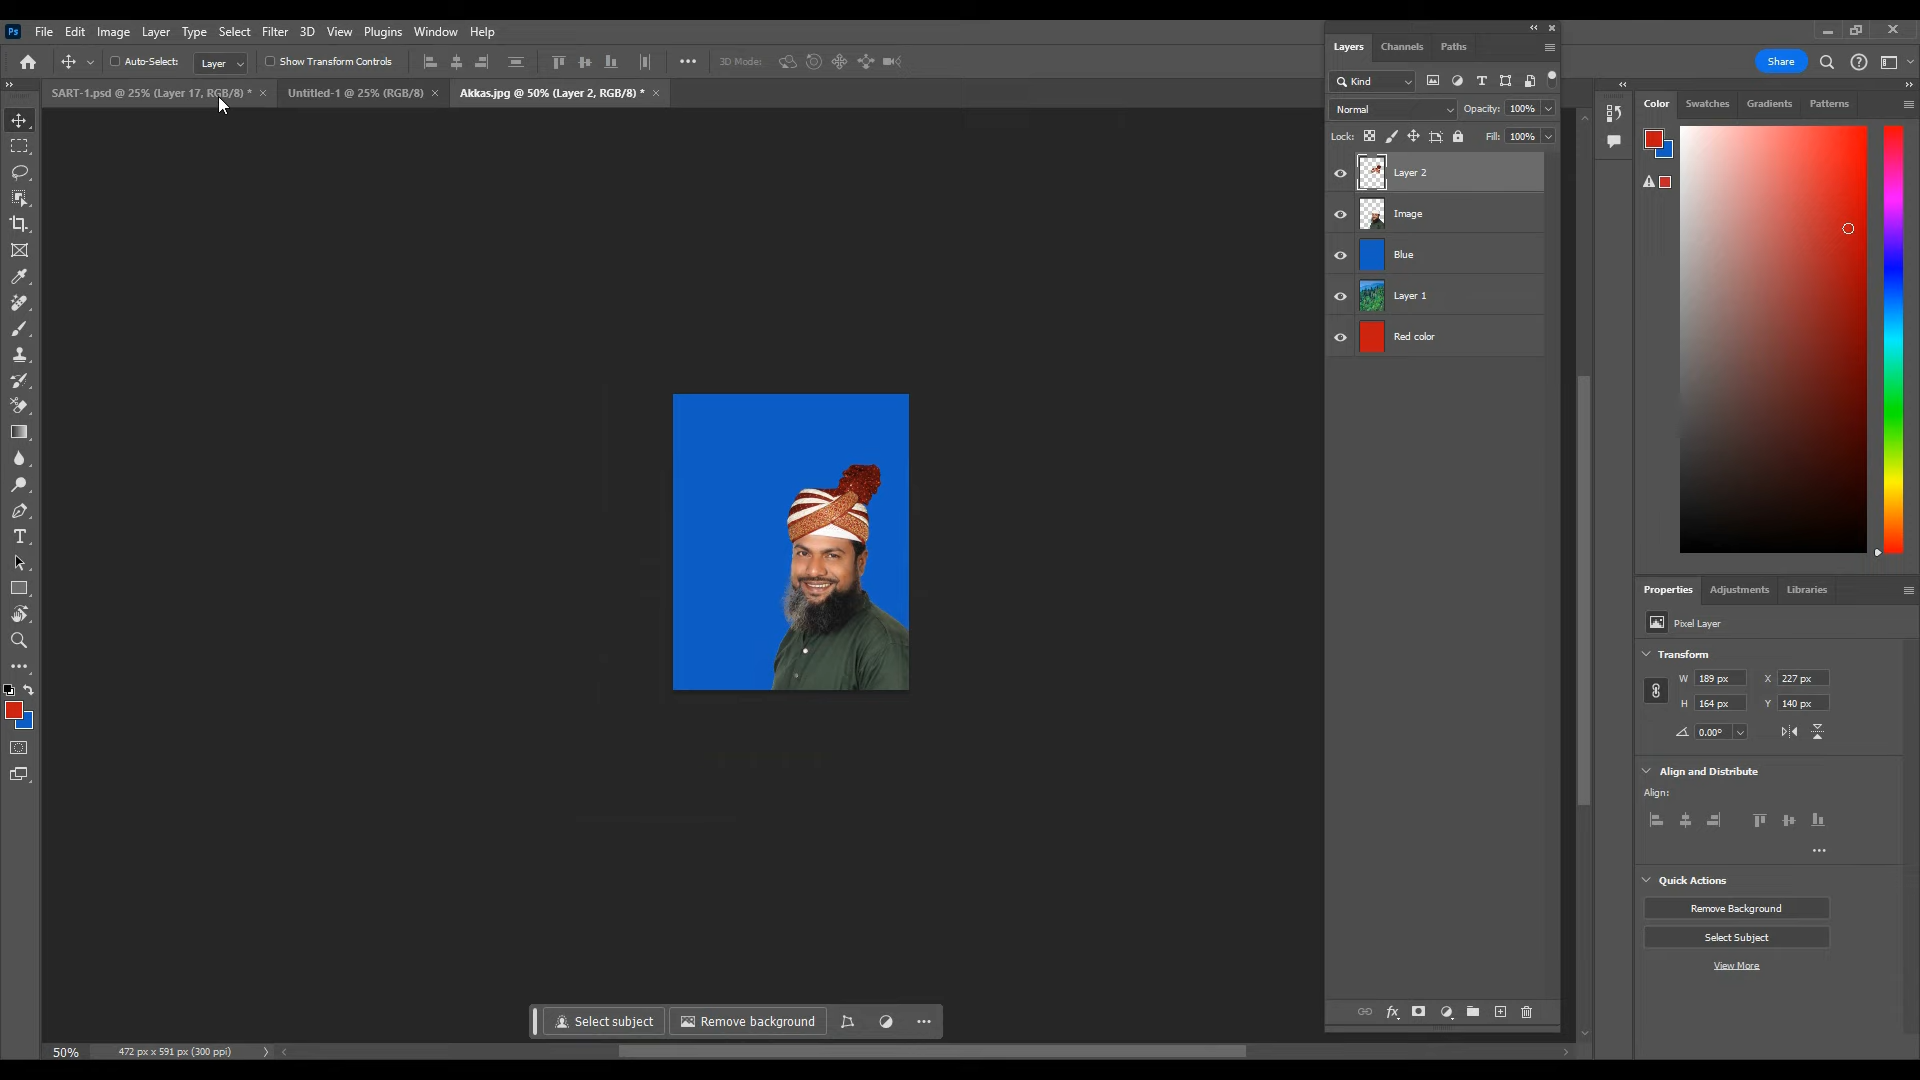 Ps File Edit Image Layer Type Select Filter 3D View Plugins Window Help
Auto-Select: Layer Show Transform Controls 3D Mode: Share
SART-1.psd @ 25% (Layer 17, RGB/8) * Untitled-1 @ 25% (RGB/8) Akkas.jpg @ 50% (Layer 2, RGB/8) *
Layers Channels Paths
Kind
Normal Opacity: 100%
Lock: Fill: 100%
Layer 2
Image
Blue
Layer 1
Red color
Color Swatches Gradients Patterns
Properties Adjustments Libraries
Pixel Layer
Transform
W 189 px X 227 px
H 164 px Y 140 px
0.00°
Align and Distribute
Align:
Quick Actions
Remove Background
Select Subject
View More
Select subject Remove background
50% 472 px x 591 px (300 ppi)